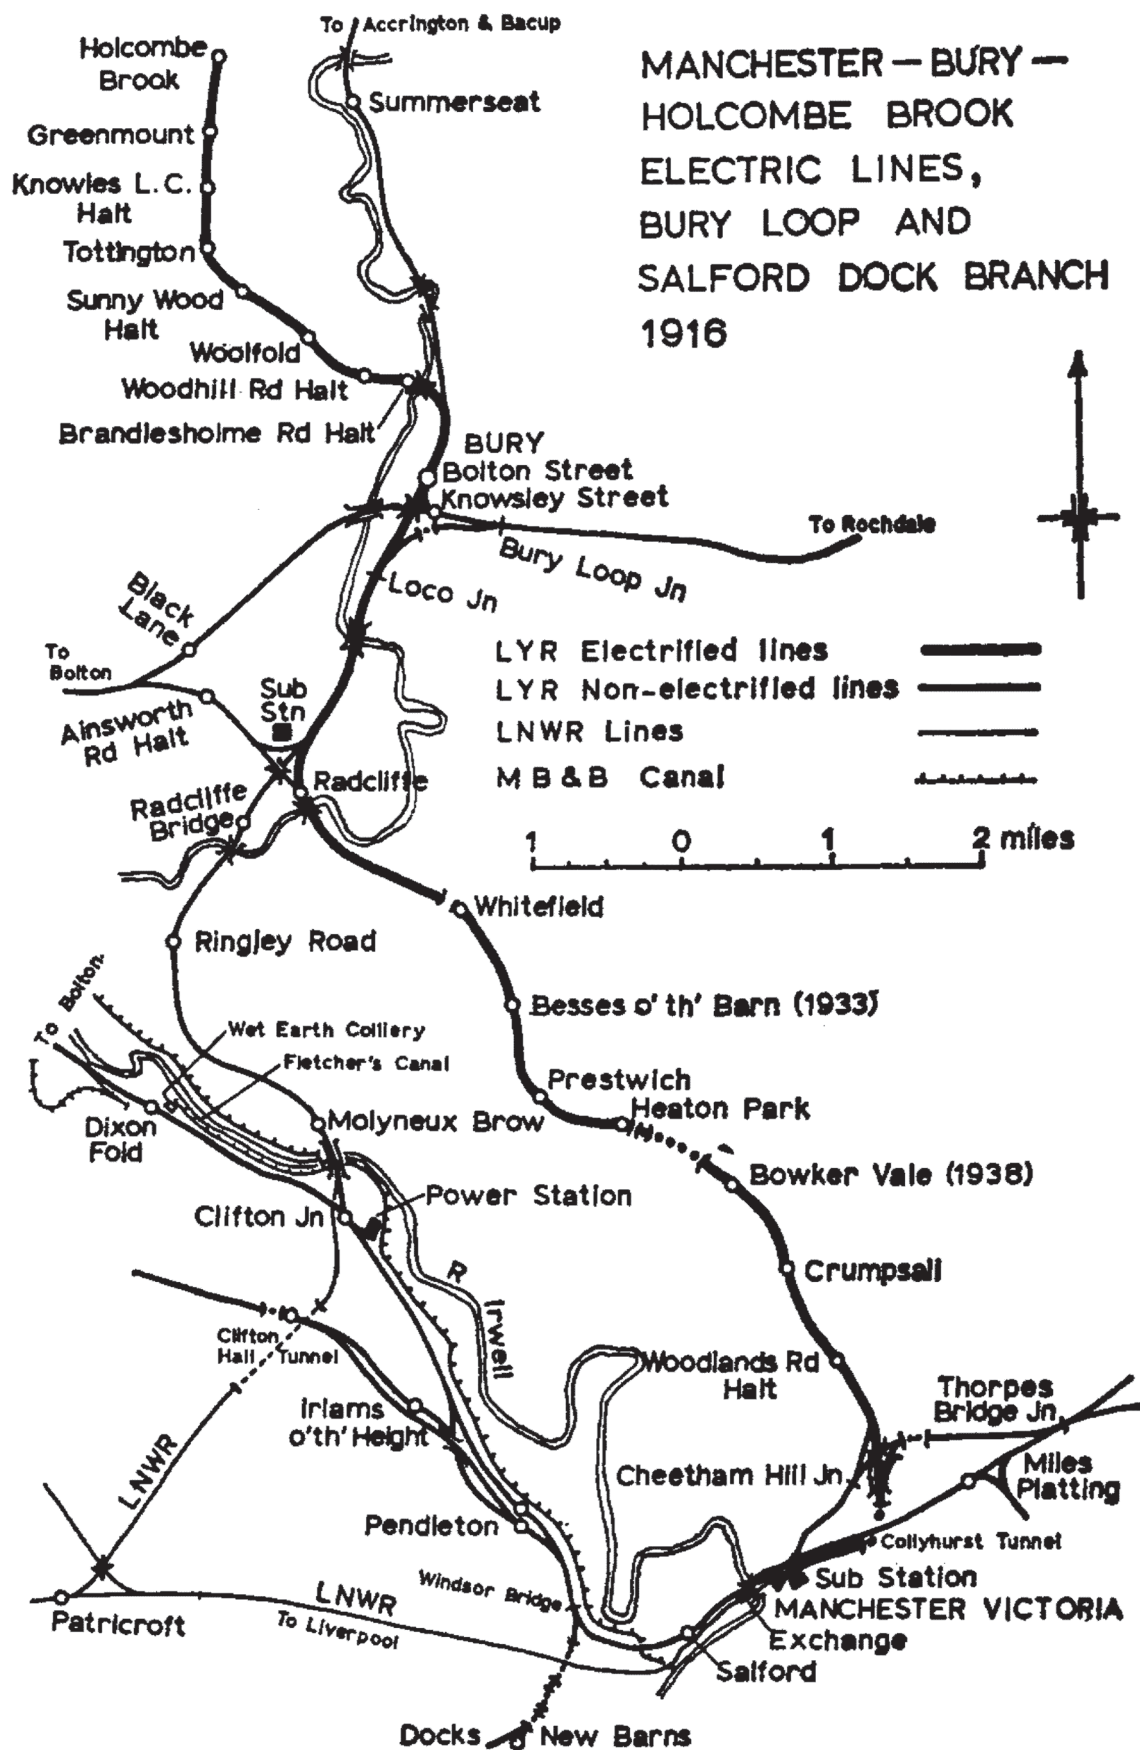 To Accrington & Bacup
MANCHESTER — BURY —
HOLCOMBE BROOK
ELECTRIC LINES,
BURY LOOP AND
SALFORD DOCK BRANCH
1916
Holcombe
Brook
Summerseat
Greenmount
Knowles L.C.
Halt
Tottington
Sunny Wood
Halt
Woolfold
Woodhill Rd Halt
Brandlesholme Rd Halt
BURY
Bolton Street
Knowsley Street
To Rochdale
Bury Loop Jn
Loco Jn
Black
Lane
To
Bolton
Ainsworth
Rd Halt
Sub
Stn
LYR Electrified lines
LYR Non-electrified lines
LNWR Lines
MB&B Canal
1 0 1 2 miles
Radcliffe
Radcliffe
Bridge
Whitefield
Ringley Road
Besses o' th' Barn (1933)
To Bolton
Wet Earth Colliery
Fletcher's Canal
Prestwich
Heaton Park
Dixon
Fold
Molyneux Brow
Bowker Vale (1938)
Power Station
Clifton Jn
R Irwell
Crumpsall
Clifton
Hall Tunnel
Woodlands Rd
Halt
Thorpes
Bridge Jn
Irlams
o'th' Height
LNWR
Cheetham Hill Jn
Miles
Platting
Pendleton
Collyhurst Tunnel
Windsor Bridge
Sub Station
MANCHESTER VICTORIA
Exchange
Patricroft
LNWR
To Liverpool
Salford
Docks
New Barns